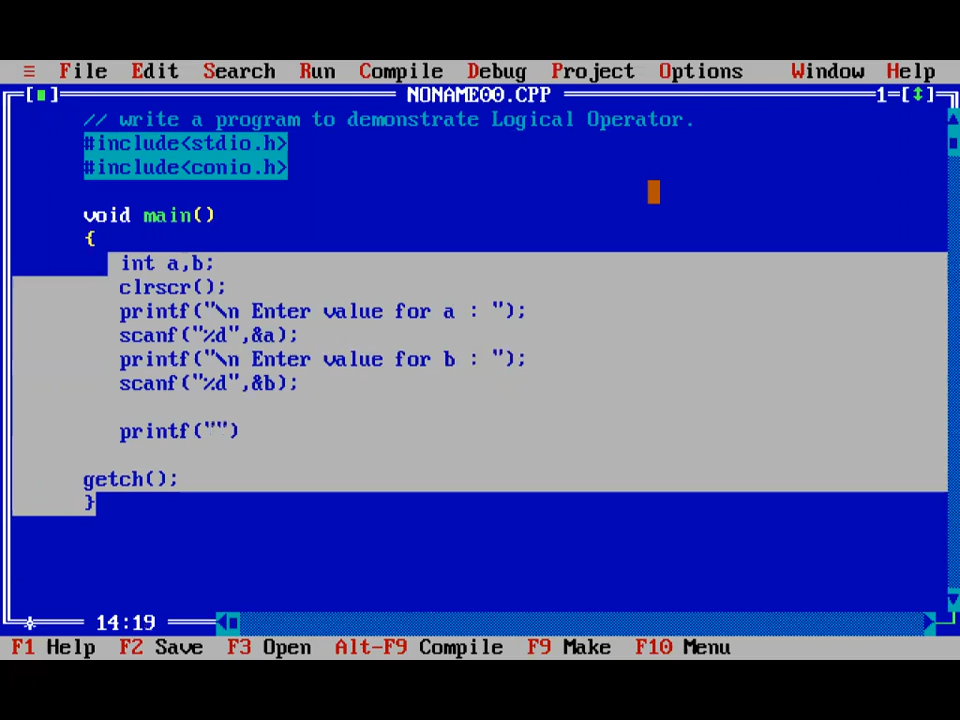 ≡ File Edit Search Run Compile Debug Project Options Window Help
[■] NONAME00.CPP 1=[↕]
// write a program to demonstrate Logical Operator.
#include<stdio.h>
#include<conio.h>
void main()
{
int a,b;
clrscr();
printf("\n Enter value for a : ");
scanf("%d",&a);
printf("\n Enter value for b : ");
scanf("%d",&b);
printf("")
getch();
}
14:19
F1 Help F2 Save F3 Open Alt-F9 Compile F9 Make F10 Menu